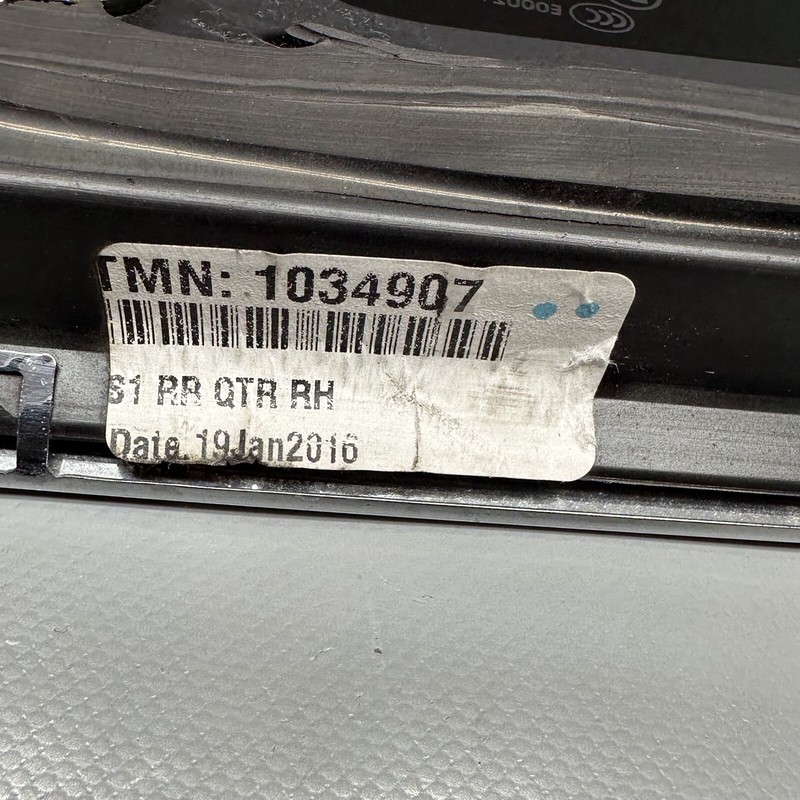 TMN: 1034907
S1 RR QTR RH
Date 19Jan2016